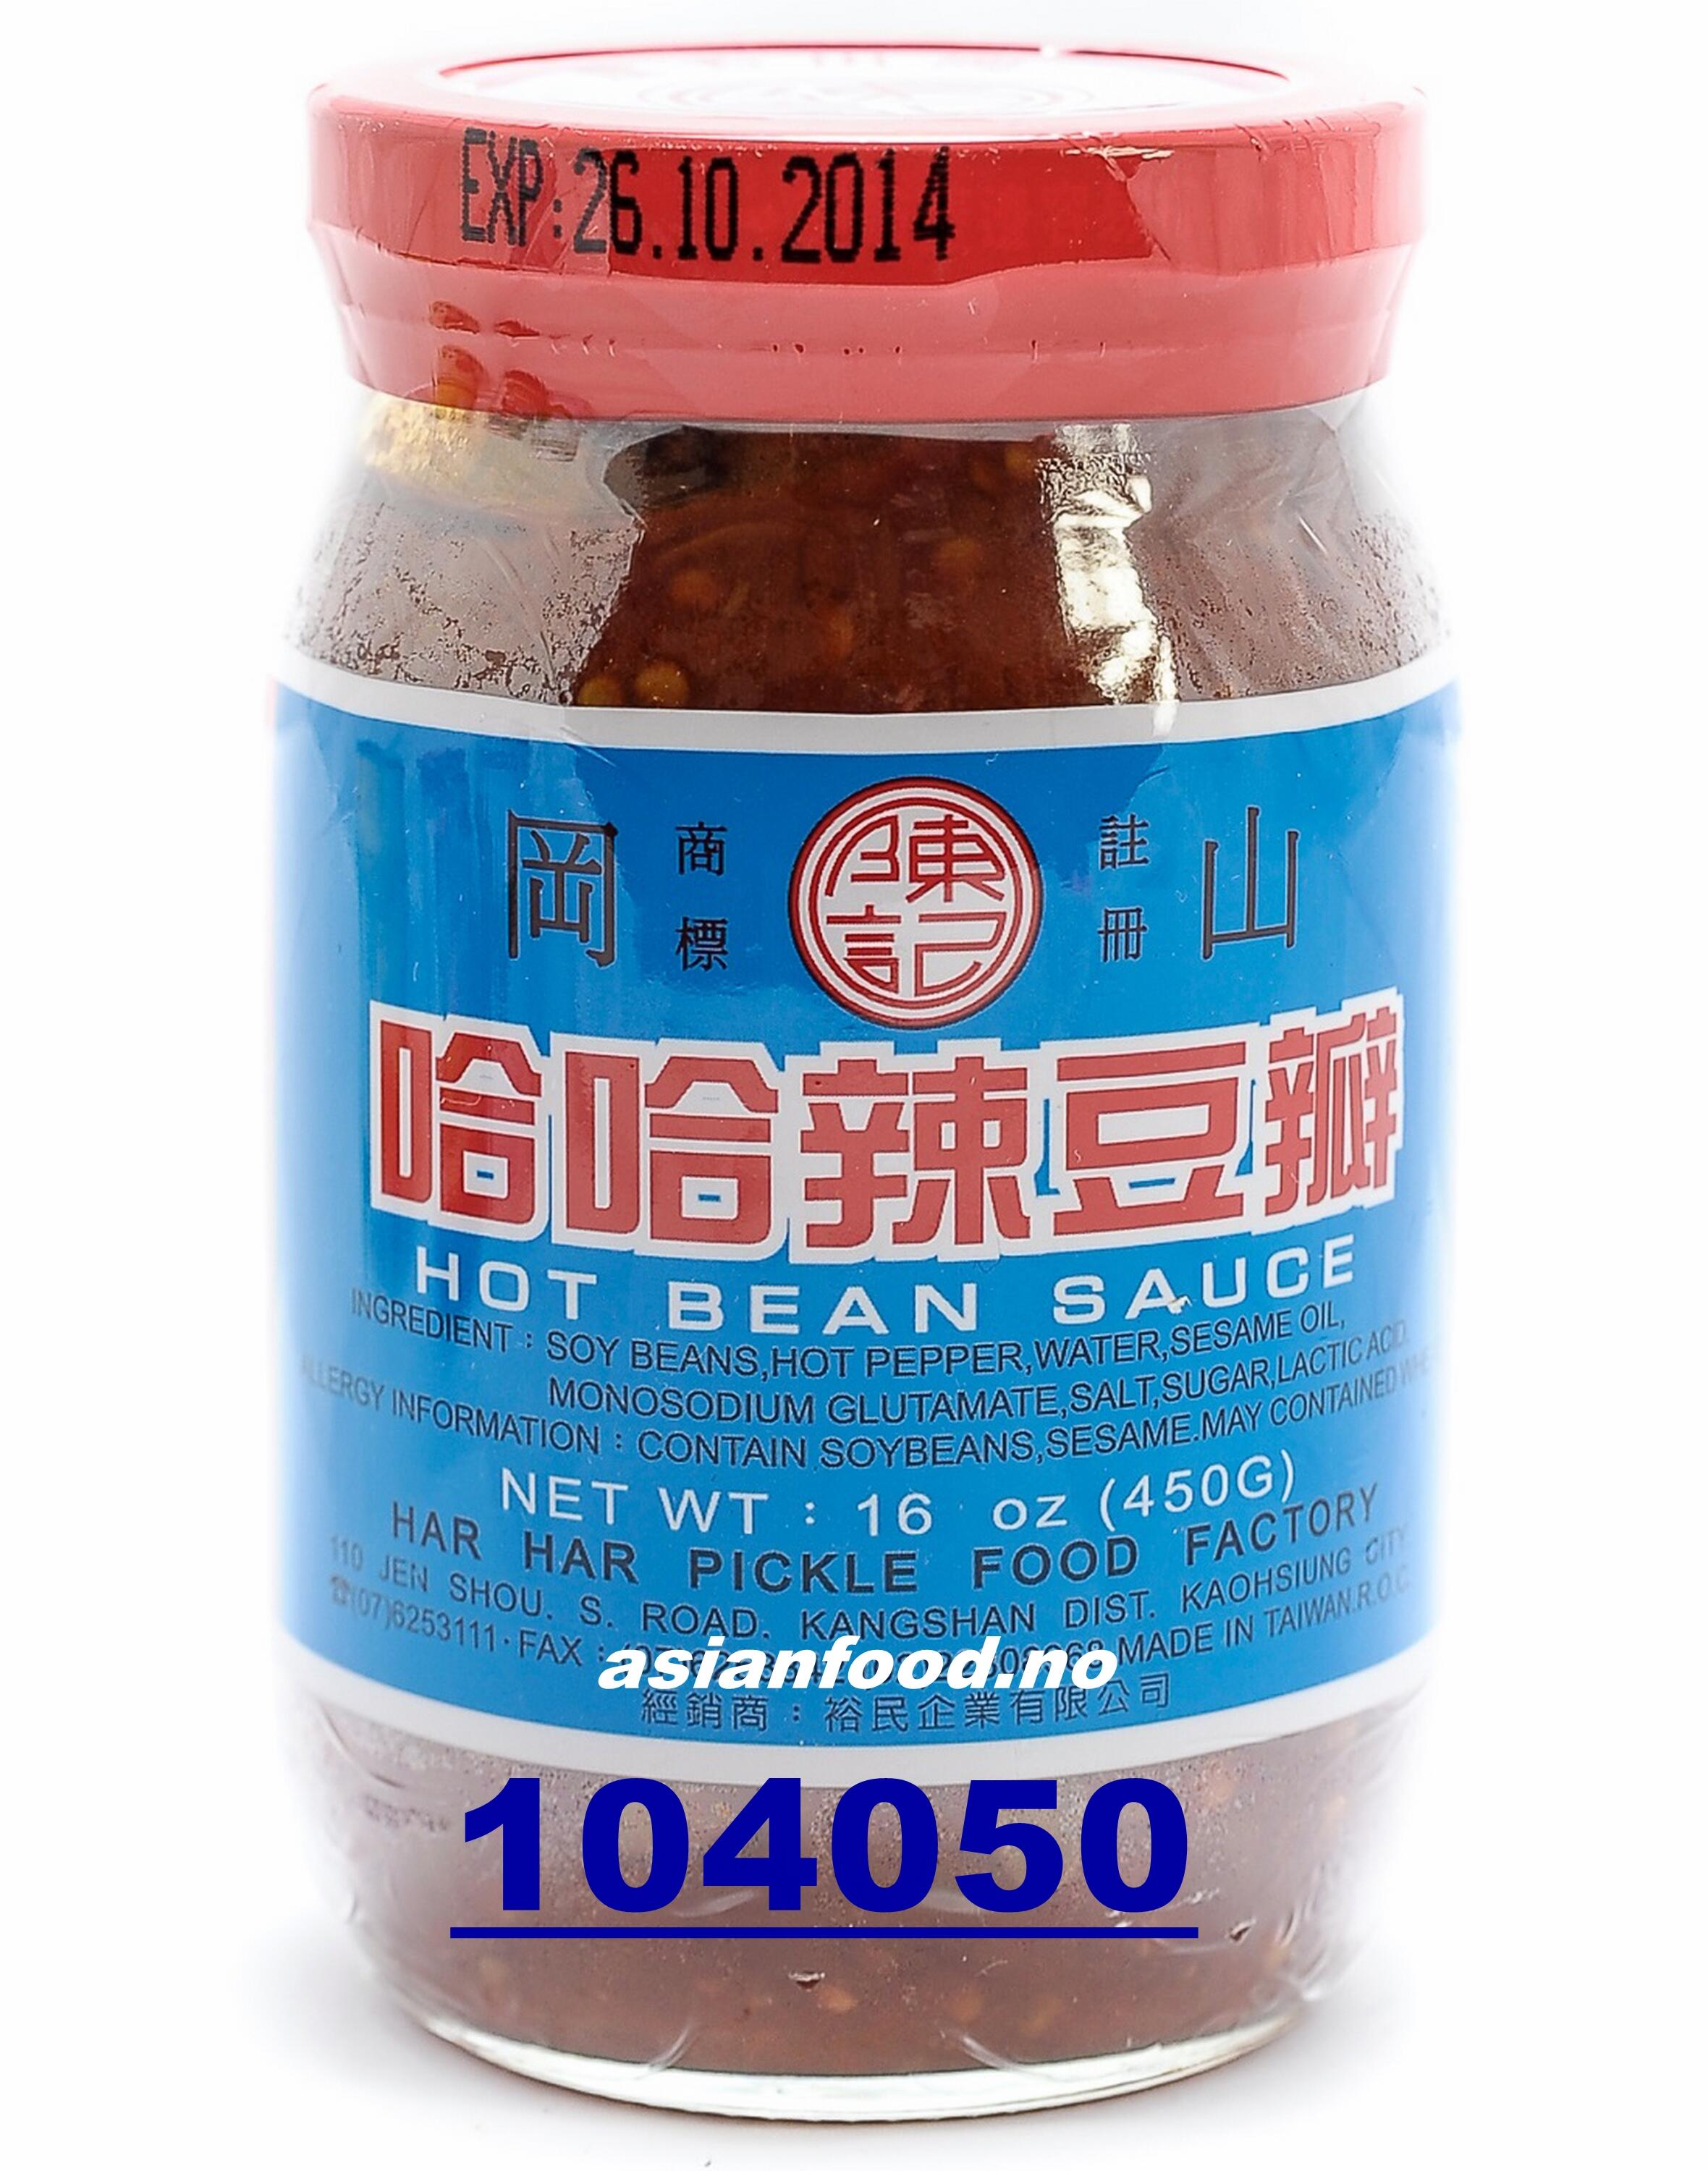 EXP:26.10.2014
岡 商標 陳記 註冊 山
哈哈辣豆瓣
HOT BEAN SAUCE
INGREDIENT : SOY BEANS,HOT PEPPER,WATER,SESAME OIL,
MONOSODIUM GLUTAMATE,SALT,SUGAR,LACTIC ACID,
ALLERGY INFORMATION : CONTAIN SOYBEANS,SESAME.MAY CONTAINED
NET WT : 16 oz (450G)
HAR HAR PICKLE FOOD FACTORY
110 JEN SHOU. S. ROAD. KANGSHAN DIST. KAOHSIUNG CITY
☎(07)6253111·FAX : MADE IN TAIWAN.R.O.C.
asianfood.no
經銷商：裕民企業有限公司
104050